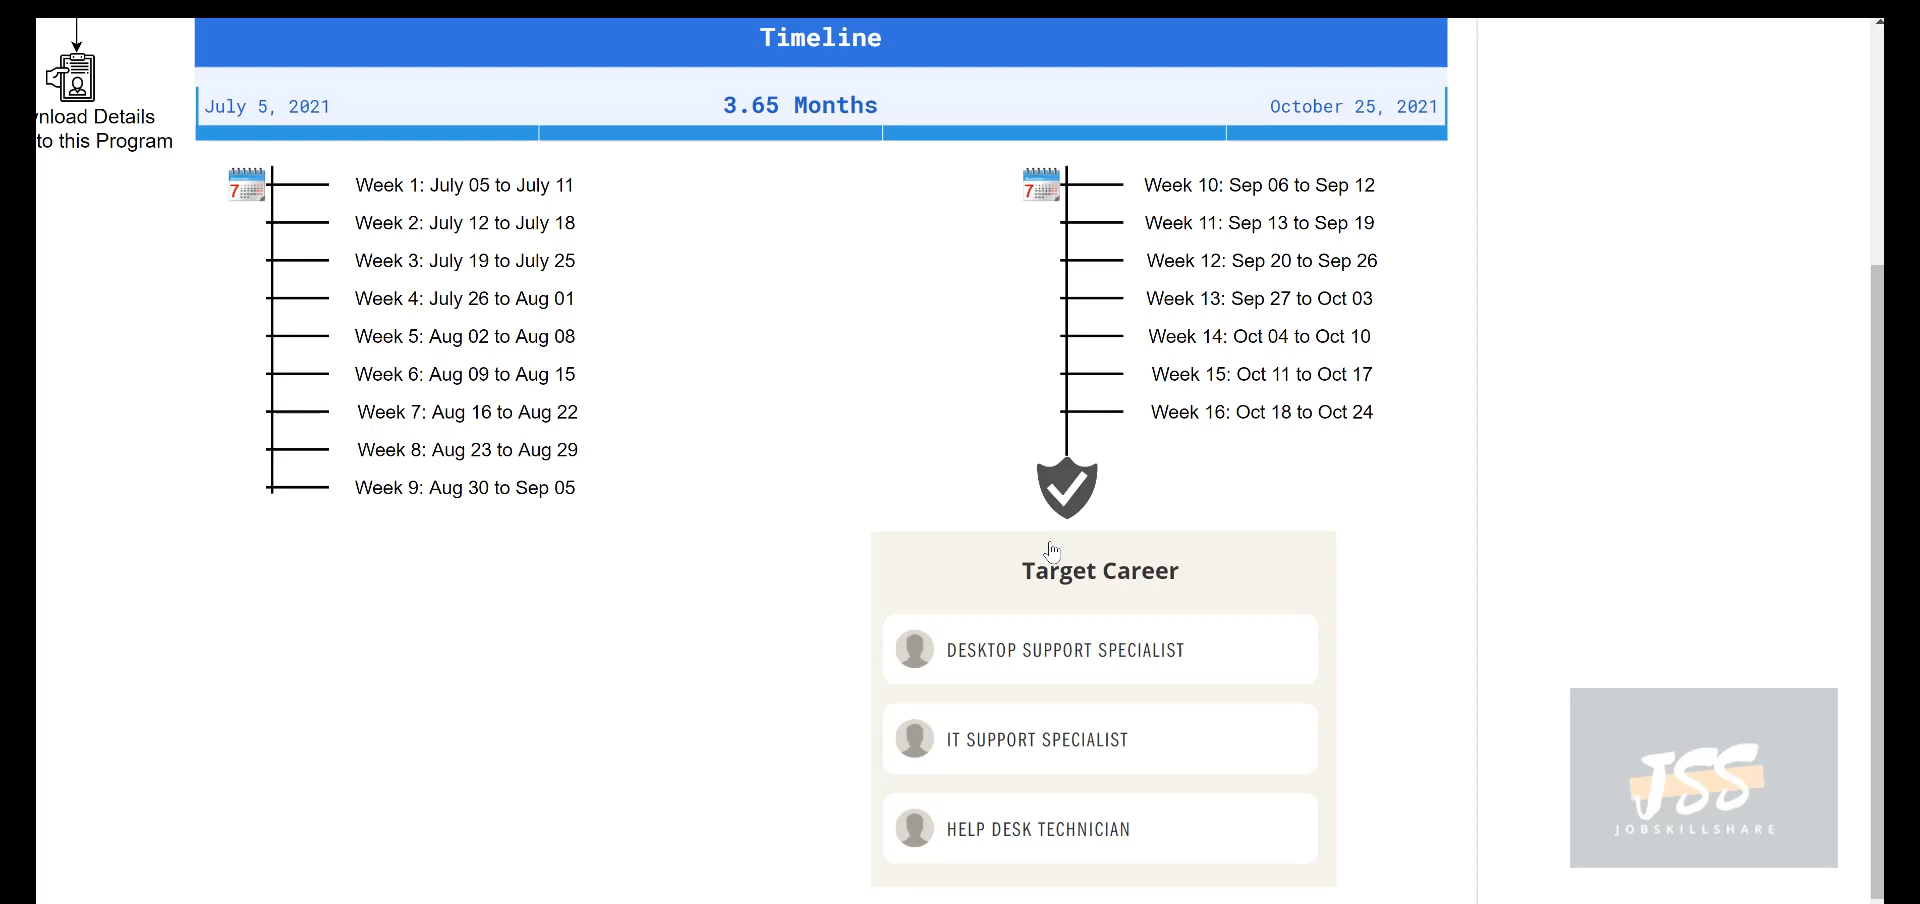 Timeline
July 5, 2021
3.65 Months
October 25, 2021
nload Details
to this Program
7
Week 1: July 05 to July 11
Week 2: July 12 to July 18
Week 3: July 19 to July 25
Week 4: July 26 to Aug 01
Week 5: Aug 02 to Aug 08
Week 6: Aug 09 to Aug 15
Week 7: Aug 16 to Aug 22
Week 8: Aug 23 to Aug 29
Week 9: Aug 30 to Sep 05
7
Week 10: Sep 06 to Sep 12
Week 11: Sep 13 to Sep 19
Week 12: Sep 20 to Sep 26
Week 13: Sep 27 to Oct 03
Week 14: Oct 04 to Oct 10
Week 15: Oct 11 to Oct 17
Week 16: Oct 18 to Oct 24
Target Career
DESKTOP SUPPORT SPECIALIST
IT SUPPORT SPECIALIST
HELP DESK TECHNICIAN
JSS
JOBSKILLSHARE